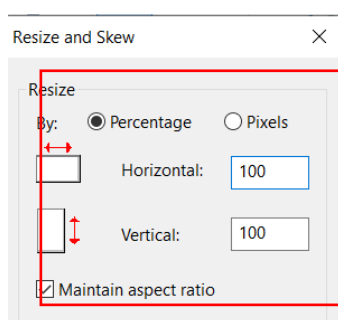 Resize and Skew
Resize
By: Percentage Pixels
Horizontal: 100
Vertical: 100
Maintain aspect ratio